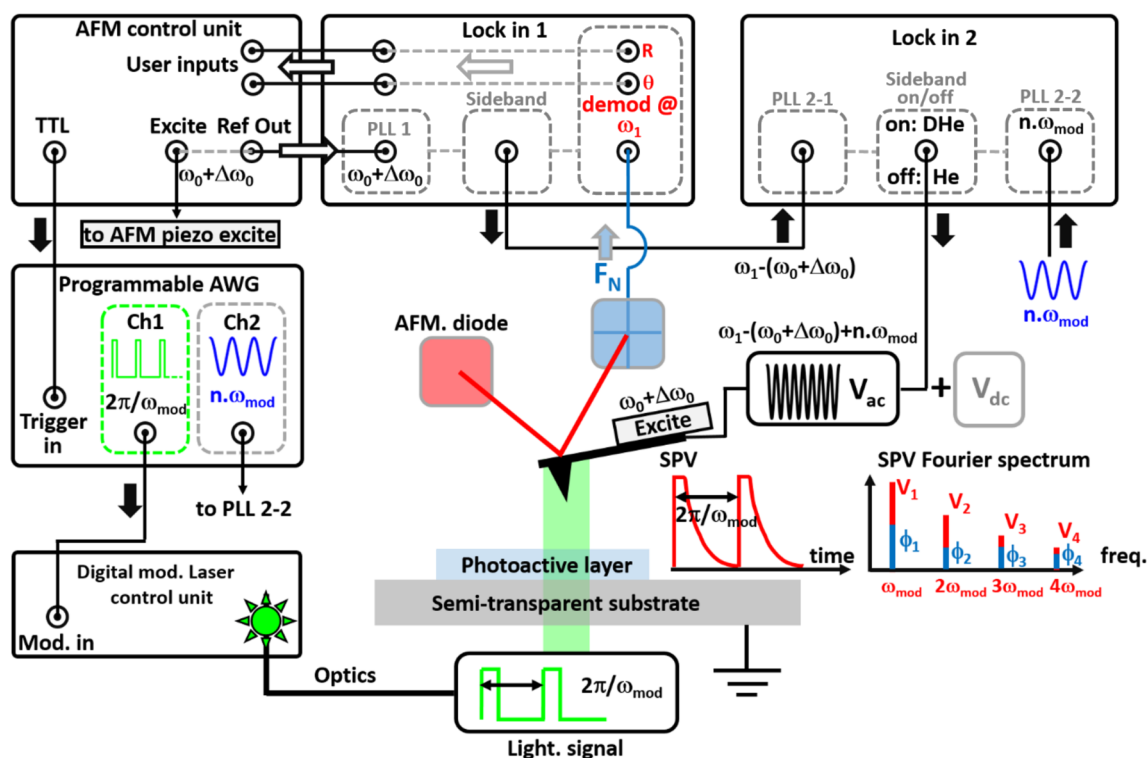 AFM control unit
User inputs
TTL
Excite
Ref Out
ω0+Δω0
to AFM piezo excite
Lock in 1
R
θ
Sideband
demod @
ω1
PLL 1
ω0+Δω0
Lock in 2
PLL 2-1
Sideband
on/off
on: DHe
off: He
PLL 2-2
n.ωmod
ω1-(ω0+Δω0)
n.ωmod
FN
Programmable AWG
Ch1
2π/ωmod
Ch2
n.ωmod
Trigger
in
to PLL 2-2
AFM. diode
ω1-(ω0+Δω0)+n.ωmod
Vac
+
Vdc
ω0+Δω0
Excite
SPV
2π/ωmod
time
SPV Fourier spectrum
V1
V2
V3
V4
ϕ1
ϕ2
ϕ3
ϕ4
freq.
ωmod
2ωmod
3ωmod
4ωmod
Photoactive layer
Semi-transparent substrate
Digital mod. Laser
control unit
Mod. in
Optics
2π/ωmod
Light. signal